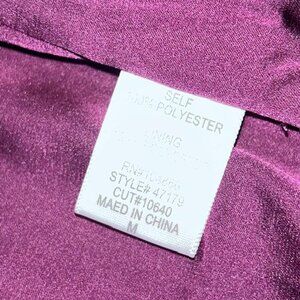 SELF
100% POLYESTER
LINING
STYLE# 47179
CUT#10640
MAED IN CHINA
M